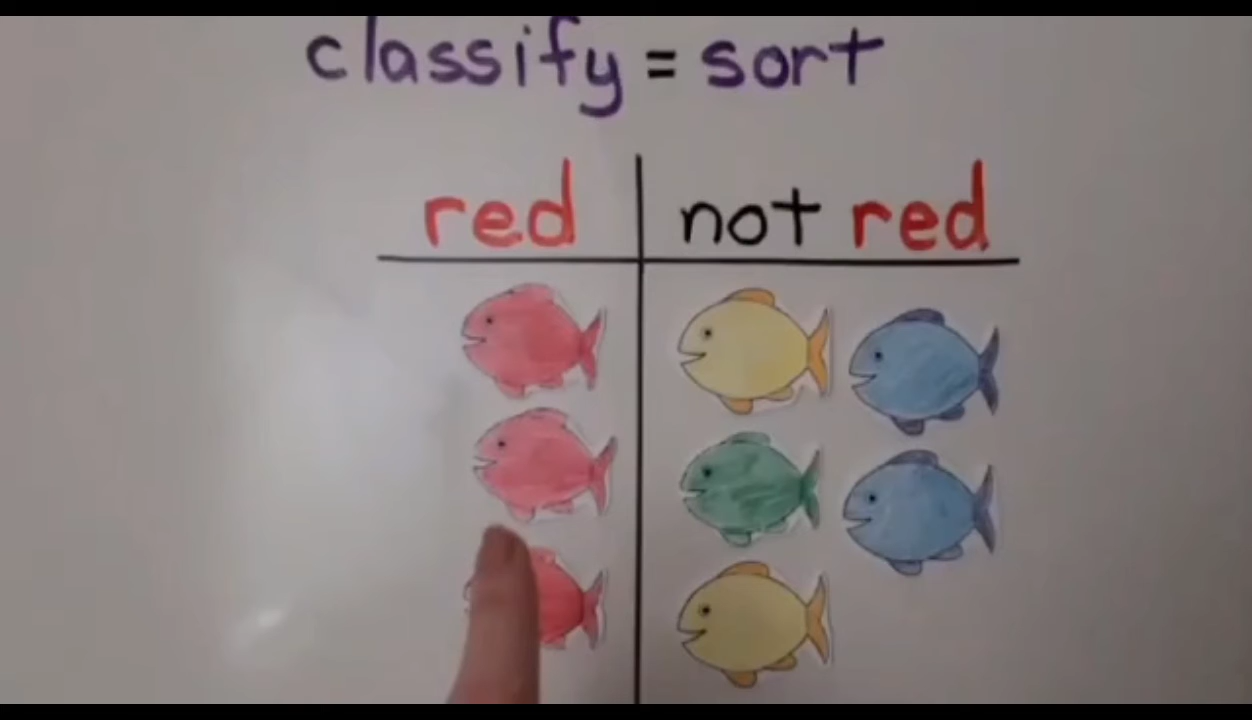 classify = sort
red not red